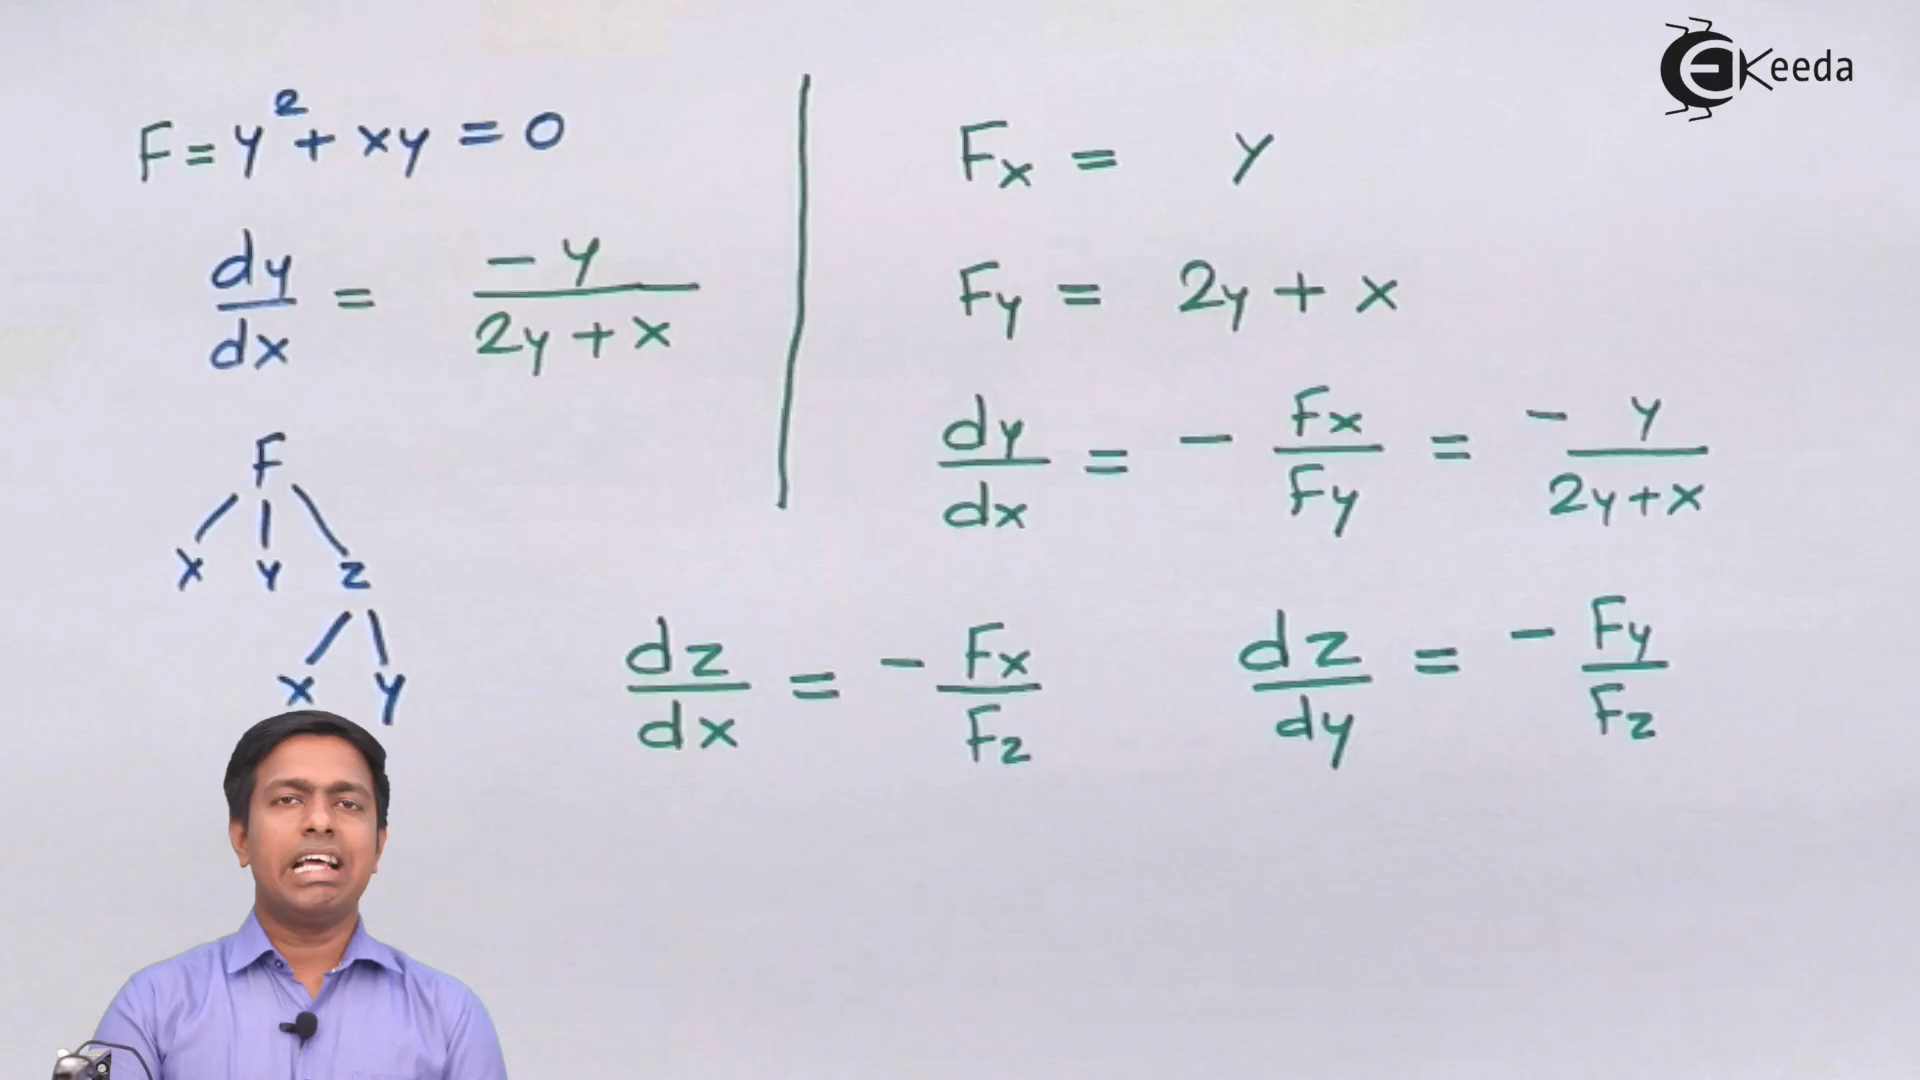 EKeeda
F = y² + xy = 0
dy/dx = -y/(2y + x)
F
x y z
x y
Fx = y
Fy = 2y + x
dy/dx = - Fx/Fy = - y/(2y+x)
dz/dx = - Fx/Fz
dz/dy = - Fy/Fz